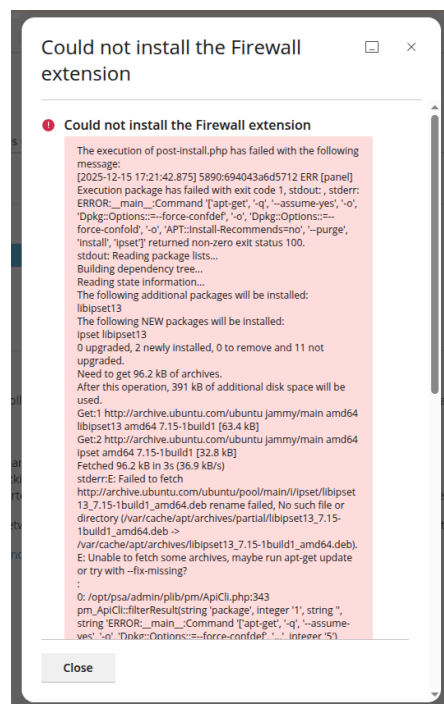 Could not install the Firewall
extension
Could not install the Firewall extension
The execution of post-install.php has failed with the following
message:
[2025-12-15 17:21:42.875] 5890:694043a6d5712 ERR [panel]
Execution package has failed with exit code 1, stdout: , stderr:
ERROR:__main__:Command '['apt-get', '-q', '--assume-yes', '-o',
'Dpkg::Options::=--force-confdef', '-o', 'Dpkg::Options::=--
force-confold', '-o', 'APT::Install-Recommends=no', '--purge',
'install', 'ipset']' returned non-zero exit status 100.
stdout: Reading package lists...
Building dependency tree...
Reading state information...
The following additional packages will be installed:
libipset13
The following NEW packages will be installed:
ipset libipset13
0 upgraded, 2 newly installed, 0 to remove and 11 not
upgraded.
Need to get 96.2 kB of archives.
After this operation, 391 kB of additional disk space will be
used.
Get:1 http://archive.ubuntu.com/ubuntu jammy/main amd64
libipset13 amd64 7.15-1build1 [63.4 kB]
Get:2 http://archive.ubuntu.com/ubuntu jammy/main amd64
ipset amd64 7.15-1build1 [32.8 kB]
Fetched 96.2 kB in 3s (36.9 kB/s)
stderr:E: Failed to fetch
http://archive.ubuntu.com/ubuntu/pool/main/i/ipset/libipset
13_7.15-1build1_amd64.deb rename failed, No such file or
directory (/var/cache/apt/archives/partial/libipset13_7.15-
1build1_amd64.deb ->
/var/cache/apt/archives/libipset13_7.15-1build1_amd64.deb).
E: Unable to fetch some archives, maybe run apt-get update
or try with --fix-missing?
:
0: /opt/psa/admin/plib/pm/ApiCli.php:343
pm_ApiCli::filterResult(string 'package', integer '1', string '',
string 'ERROR:__main__:Command '['apt-get', '-q', '--assume-
yes', '-o', 'Dpkg::Options::=--force-confdef', '...', integer '5')
Close